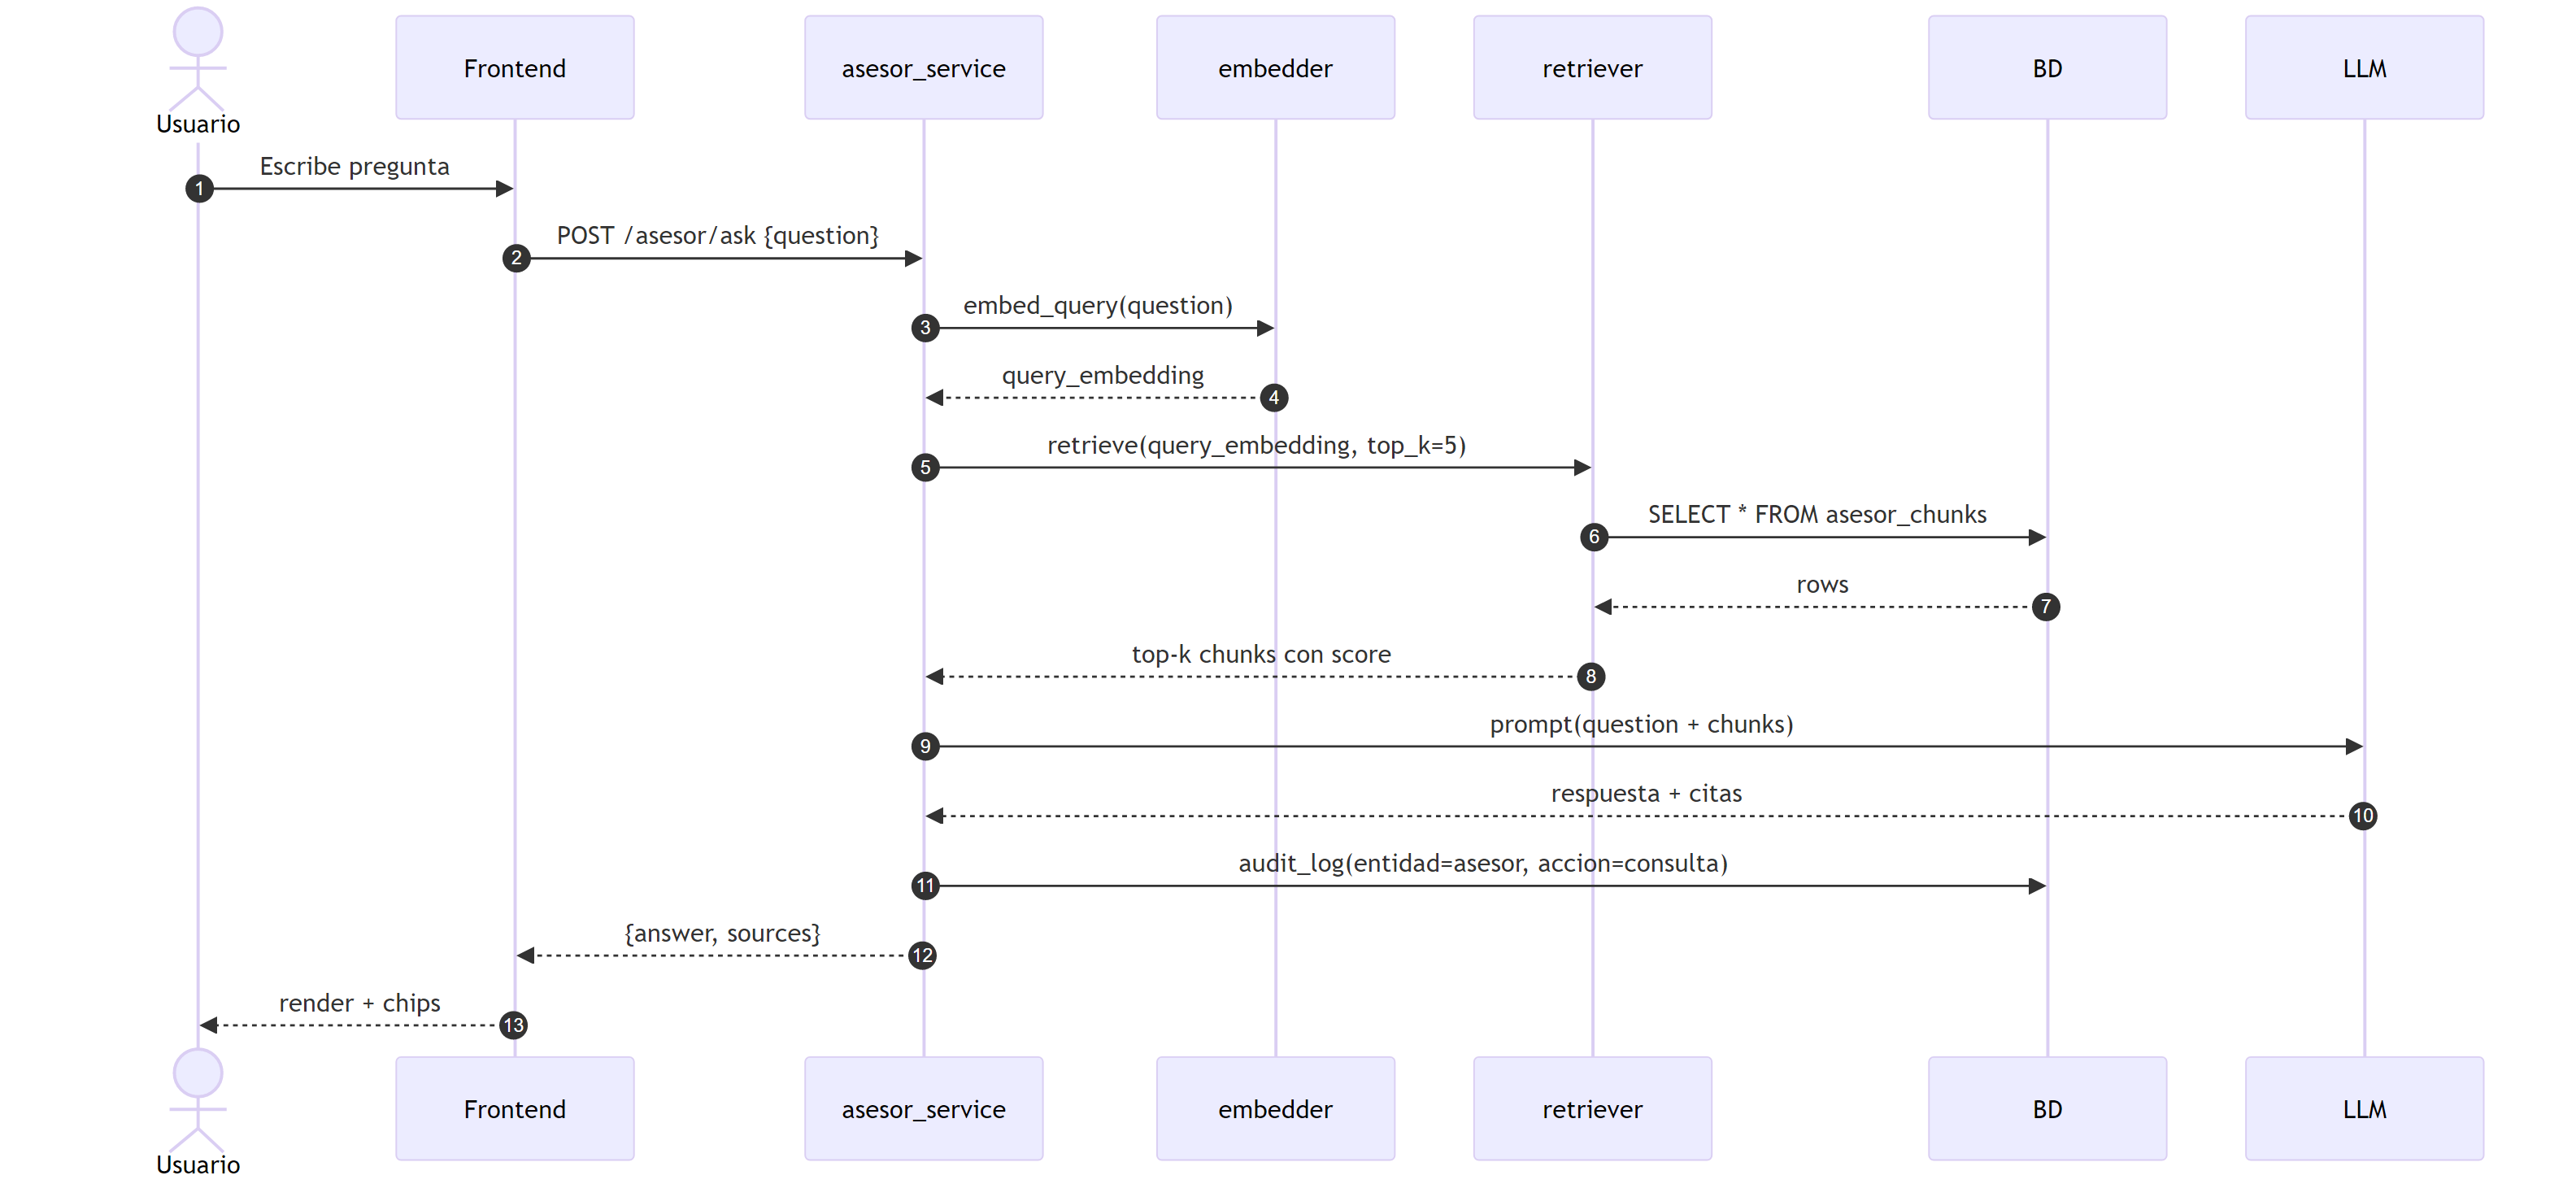 Usuario
Frontend
asesor_service
embedder
retriever
BD
LLM
Escribe pregunta
1
POST /asesor/ask {question}
2
embed_query(question)
3
query_embedding
4
retrieve(query_embedding, top_k=5)
5
SELECT * FROM asesor_chunks
6
rows
7
top-k chunks con score
8
prompt(question + chunks)
9
respuesta + citas
10
audit_log(entidad=asesor, accion=consulta)
11
{answer, sources}
12
render + chips
13
Usuario
Frontend
asesor_service
embedder
retriever
BD
LLM